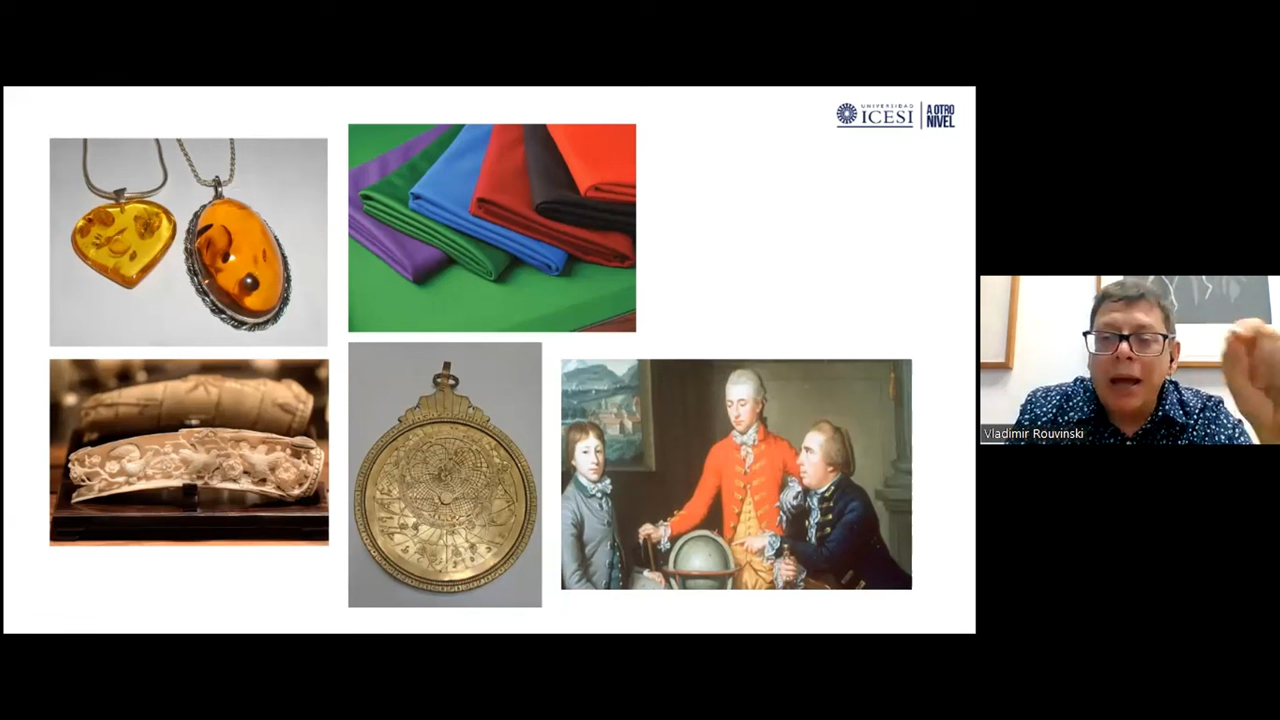 UNIVERSIDAD
ICESI
A OTRO
NIVEL
Vladimir Rouvinski